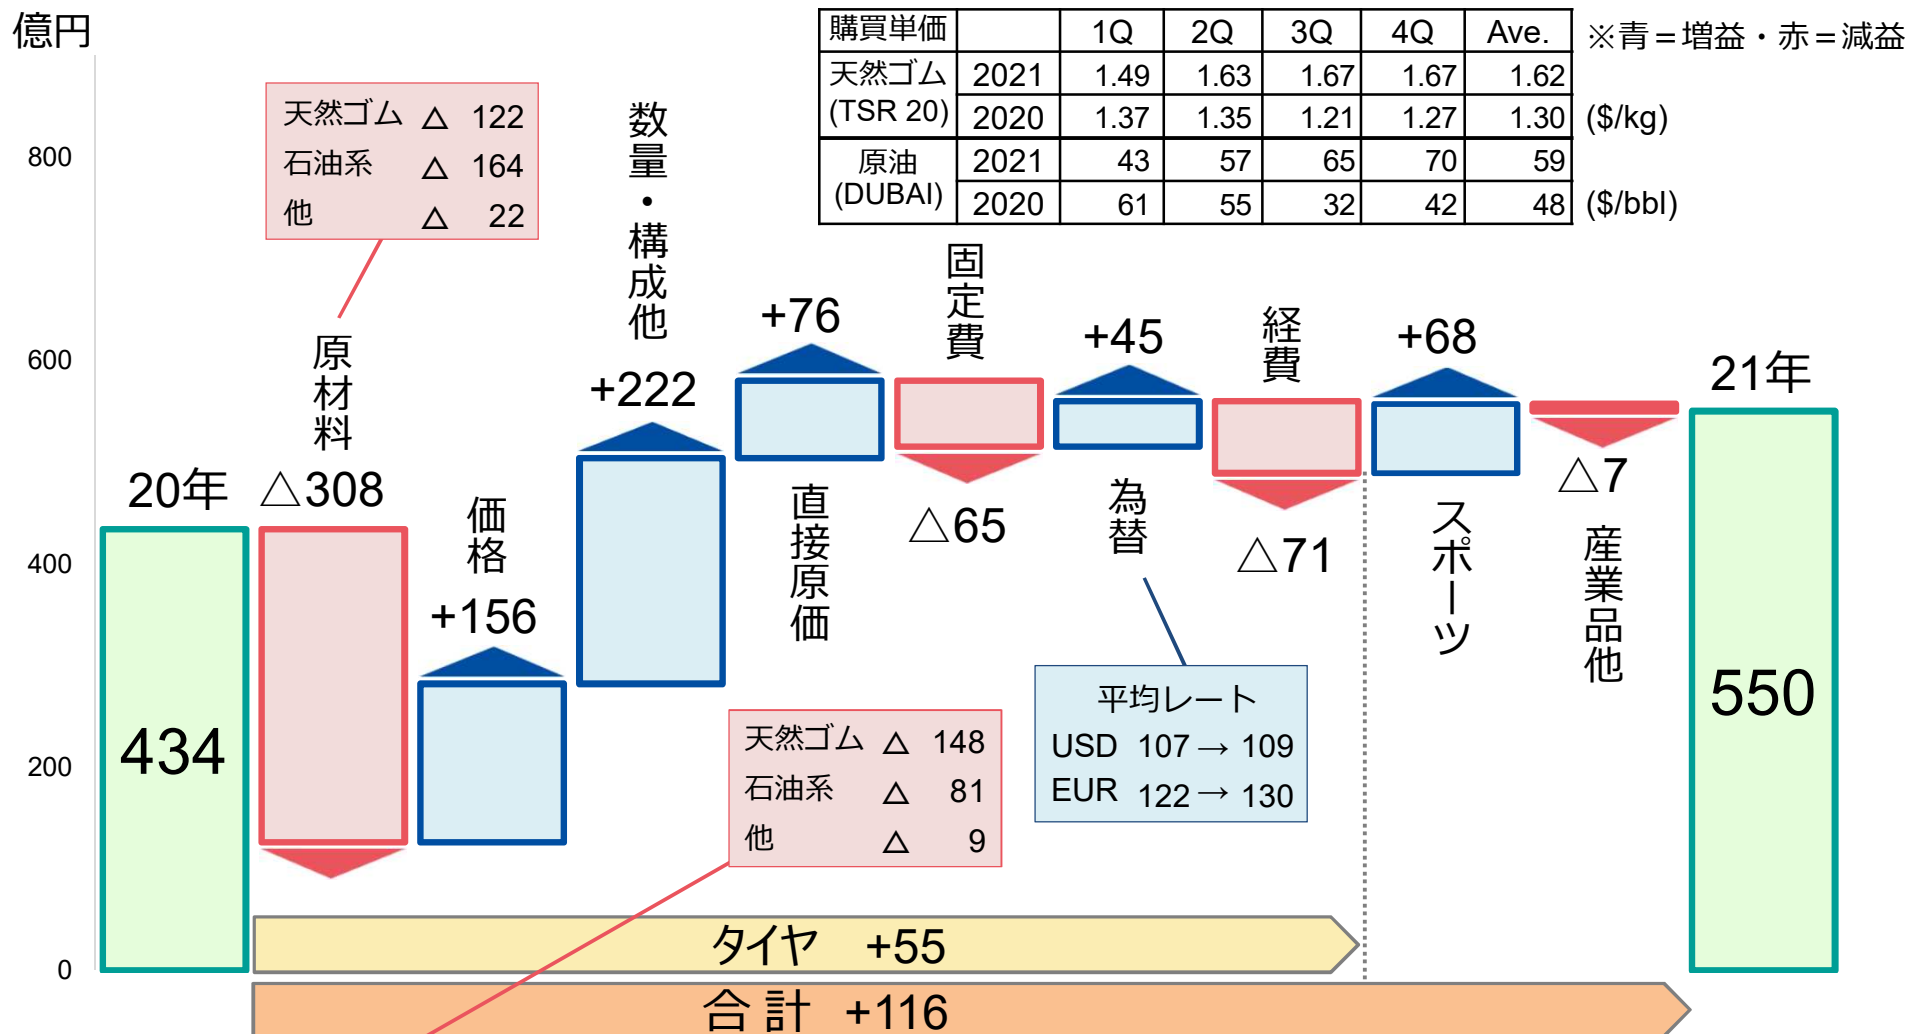 億円
購買単価 1Q 2Q 3Q 4Q Ave.
天然ゴム (TSR 20) 2021 1.49 1.63 1.67 1.67 1.62
2020 1.37 1.35 1.21 1.27 1.30 ($/kg)
原油 (DUBAI) 2021 43 57 65 70 59
2020 61 55 32 42 48 ($/bbl)
※青＝増益・赤＝減益
800
600
400
200
0
天然ゴム △ 122
石油系 △ 164
他 △ 22
20年
434
原材料
△308
価格
+156
数量・構成他
+222
+76
直接原価
固定費
△65
+45
為替
経費
△71
+68
スポーツ
△7
産業品他
21年
550
平均レート
USD 107 → 109
EUR 122 → 130
天然ゴム △ 148
石油系 △ 81
他 △ 9
タイヤ +55
合計 +116